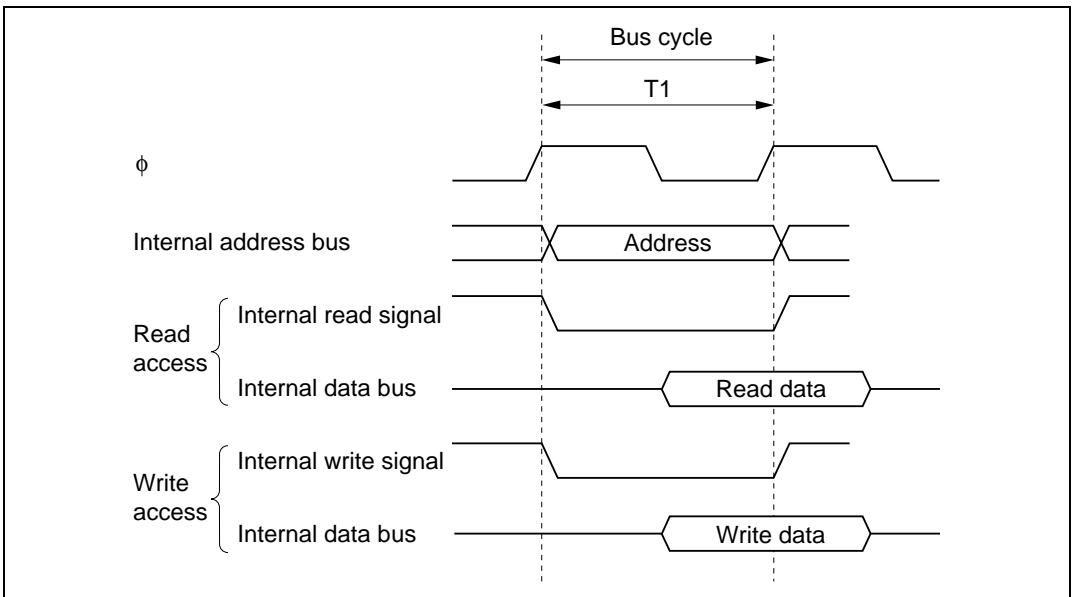 Bus cycle
T1
ϕ
Internal address bus
Address
Read
access
Internal read signal
Internal data bus
Read data
Write
access
Internal write signal
Internal data bus
Write data